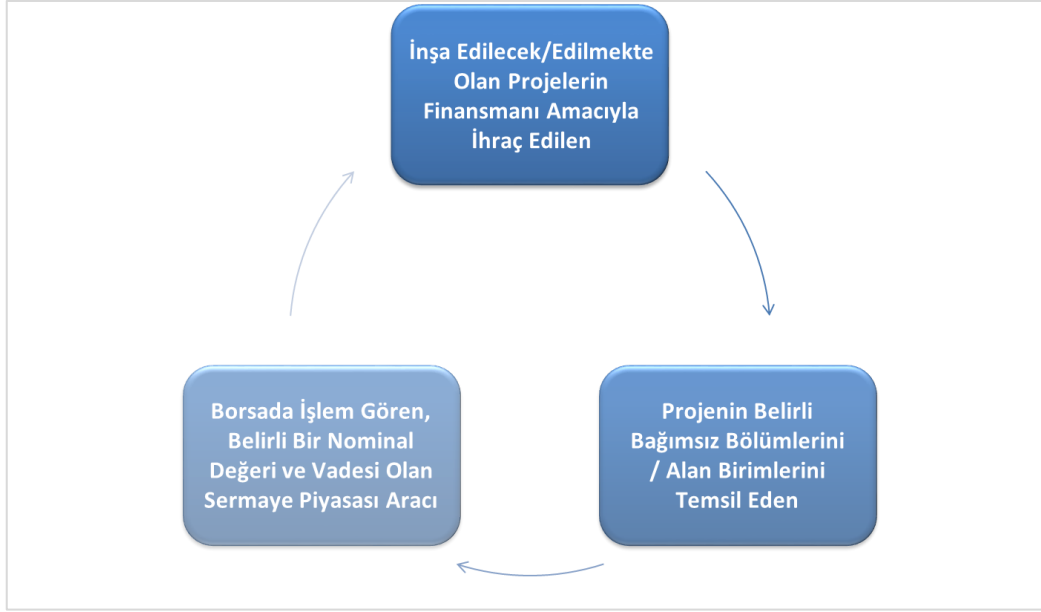 İnşa Edilecek/Edilmekte
Olan Projelerin
Finansmanı Amacıyla
İhraç Edilen
Projenin Belirli
Bağımsız Bölümlerini
/ Alan Birimlerini
Temsil Eden
Borsada İşlem Gören,
Belirli Bir Nominal
Değeri ve Vadesi Olan
Sermaye Piyasası Aracı